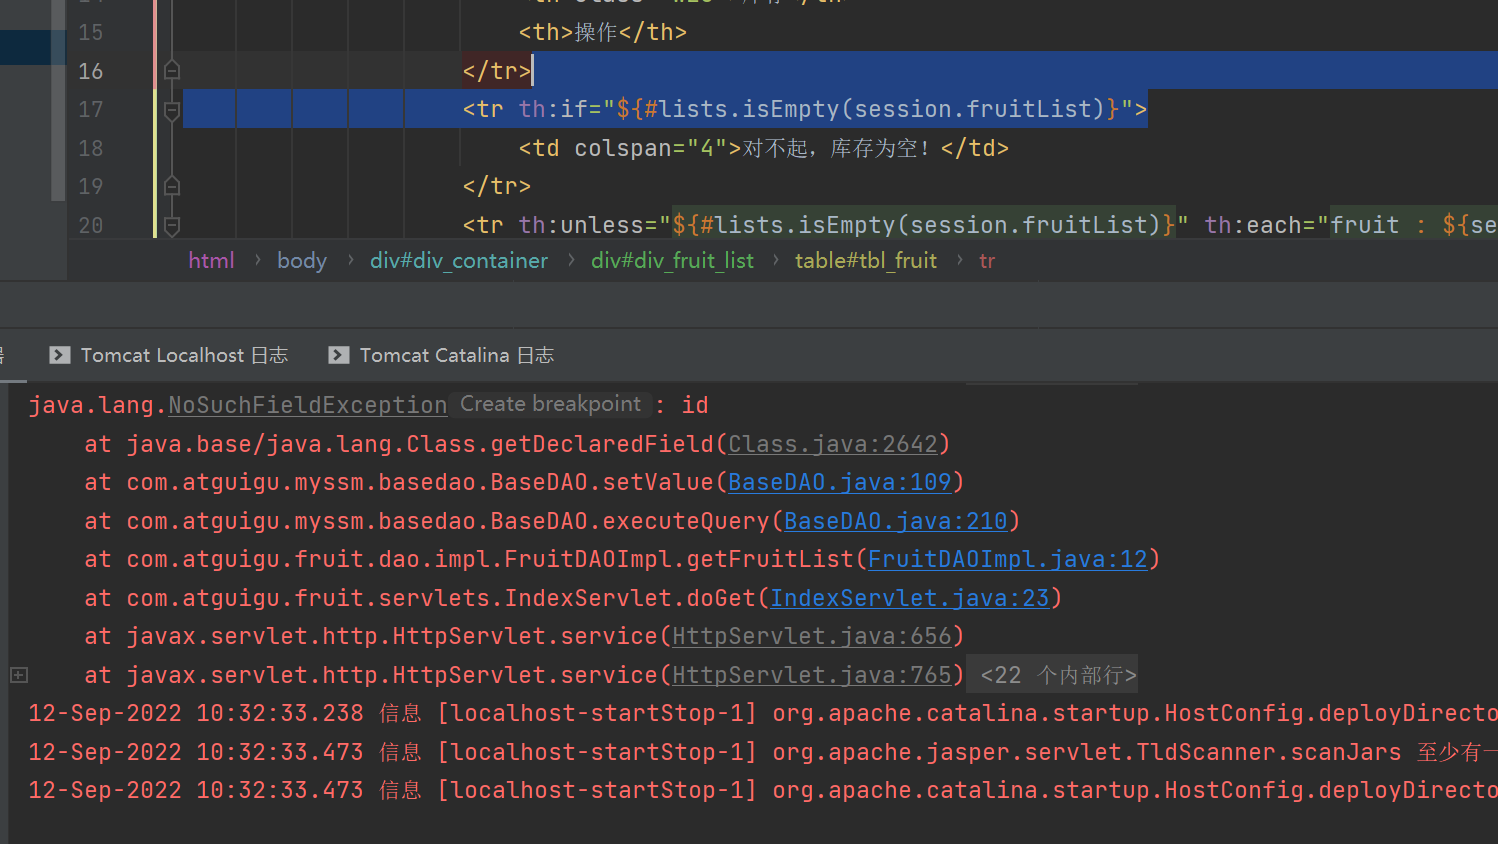 15 <th>操作</th>
16 </tr>
17 <tr th:if="${#lists.isEmpty(session.fruitList)}">
18 <td colspan="4">对不起，库存为空！</td>
19 </tr>
20 <tr th:unless="${#lists.isEmpty(session.fruitList)}" th:each="fruit : ${se
html › body › div#div_container › div#div_fruit_list › table#tbl_fruit › tr
Tomcat Localhost 日志 Tomcat Catalina 日志
java.lang.NoSuchFieldException Create breakpoint : id
at java.base/java.lang.Class.getDeclaredField(Class.java:2642)
at com.atguigu.myssm.basedao.BaseDAO.setValue(BaseDAO.java:109)
at com.atguigu.myssm.basedao.BaseDAO.executeQuery(BaseDAO.java:210)
at com.atguigu.fruit.dao.impl.FruitDAOImpl.getFruitList(FruitDAOImpl.java:12)
at com.atguigu.fruit.servlets.IndexServlet.doGet(IndexServlet.java:23)
at javax.servlet.http.HttpServlet.service(HttpServlet.java:656)
at javax.servlet.http.HttpServlet.service(HttpServlet.java:765) <22 个内部行>
12-Sep-2022 10:32:33.238 信息 [localhost-startStop-1] org.apache.catalina.startup.HostConfig.deployDirecto
12-Sep-2022 10:32:33.473 信息 [localhost-startStop-1] org.apache.jasper.servlet.TldScanner.scanJars 至少有一
12-Sep-2022 10:32:33.473 信息 [localhost-startStop-1] org.apache.catalina.startup.HostConfig.deployDirecto